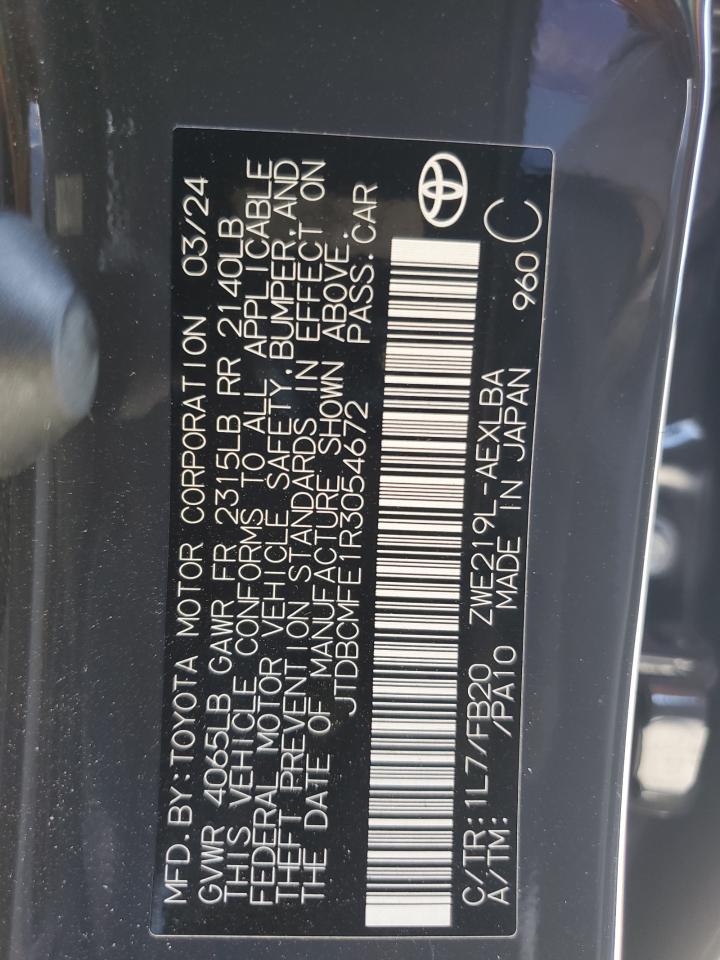 MFD.BY:TOYOTA MOTOR CORPORATION 03/24
GVWR 4065LB GAWR FR 2315LB RR 2140LB
THIS VEHICLE CONFORMS TO ALL APPLICABLE
FEDERAL MOTOR VEHICLE SAFETY,BUMPER,AND
THEFT PREVENTION STANDARDS IN EFFECT ON
THE DATE OF MANUFACTURE SHOWN ABOVE.
JTDBCMFE1R3054672 PASS.CAR
C/TR:1L7/FB20 ZWE219L-AEXLBA 960 C
A/TM: /PA10 MADE IN JAPAN